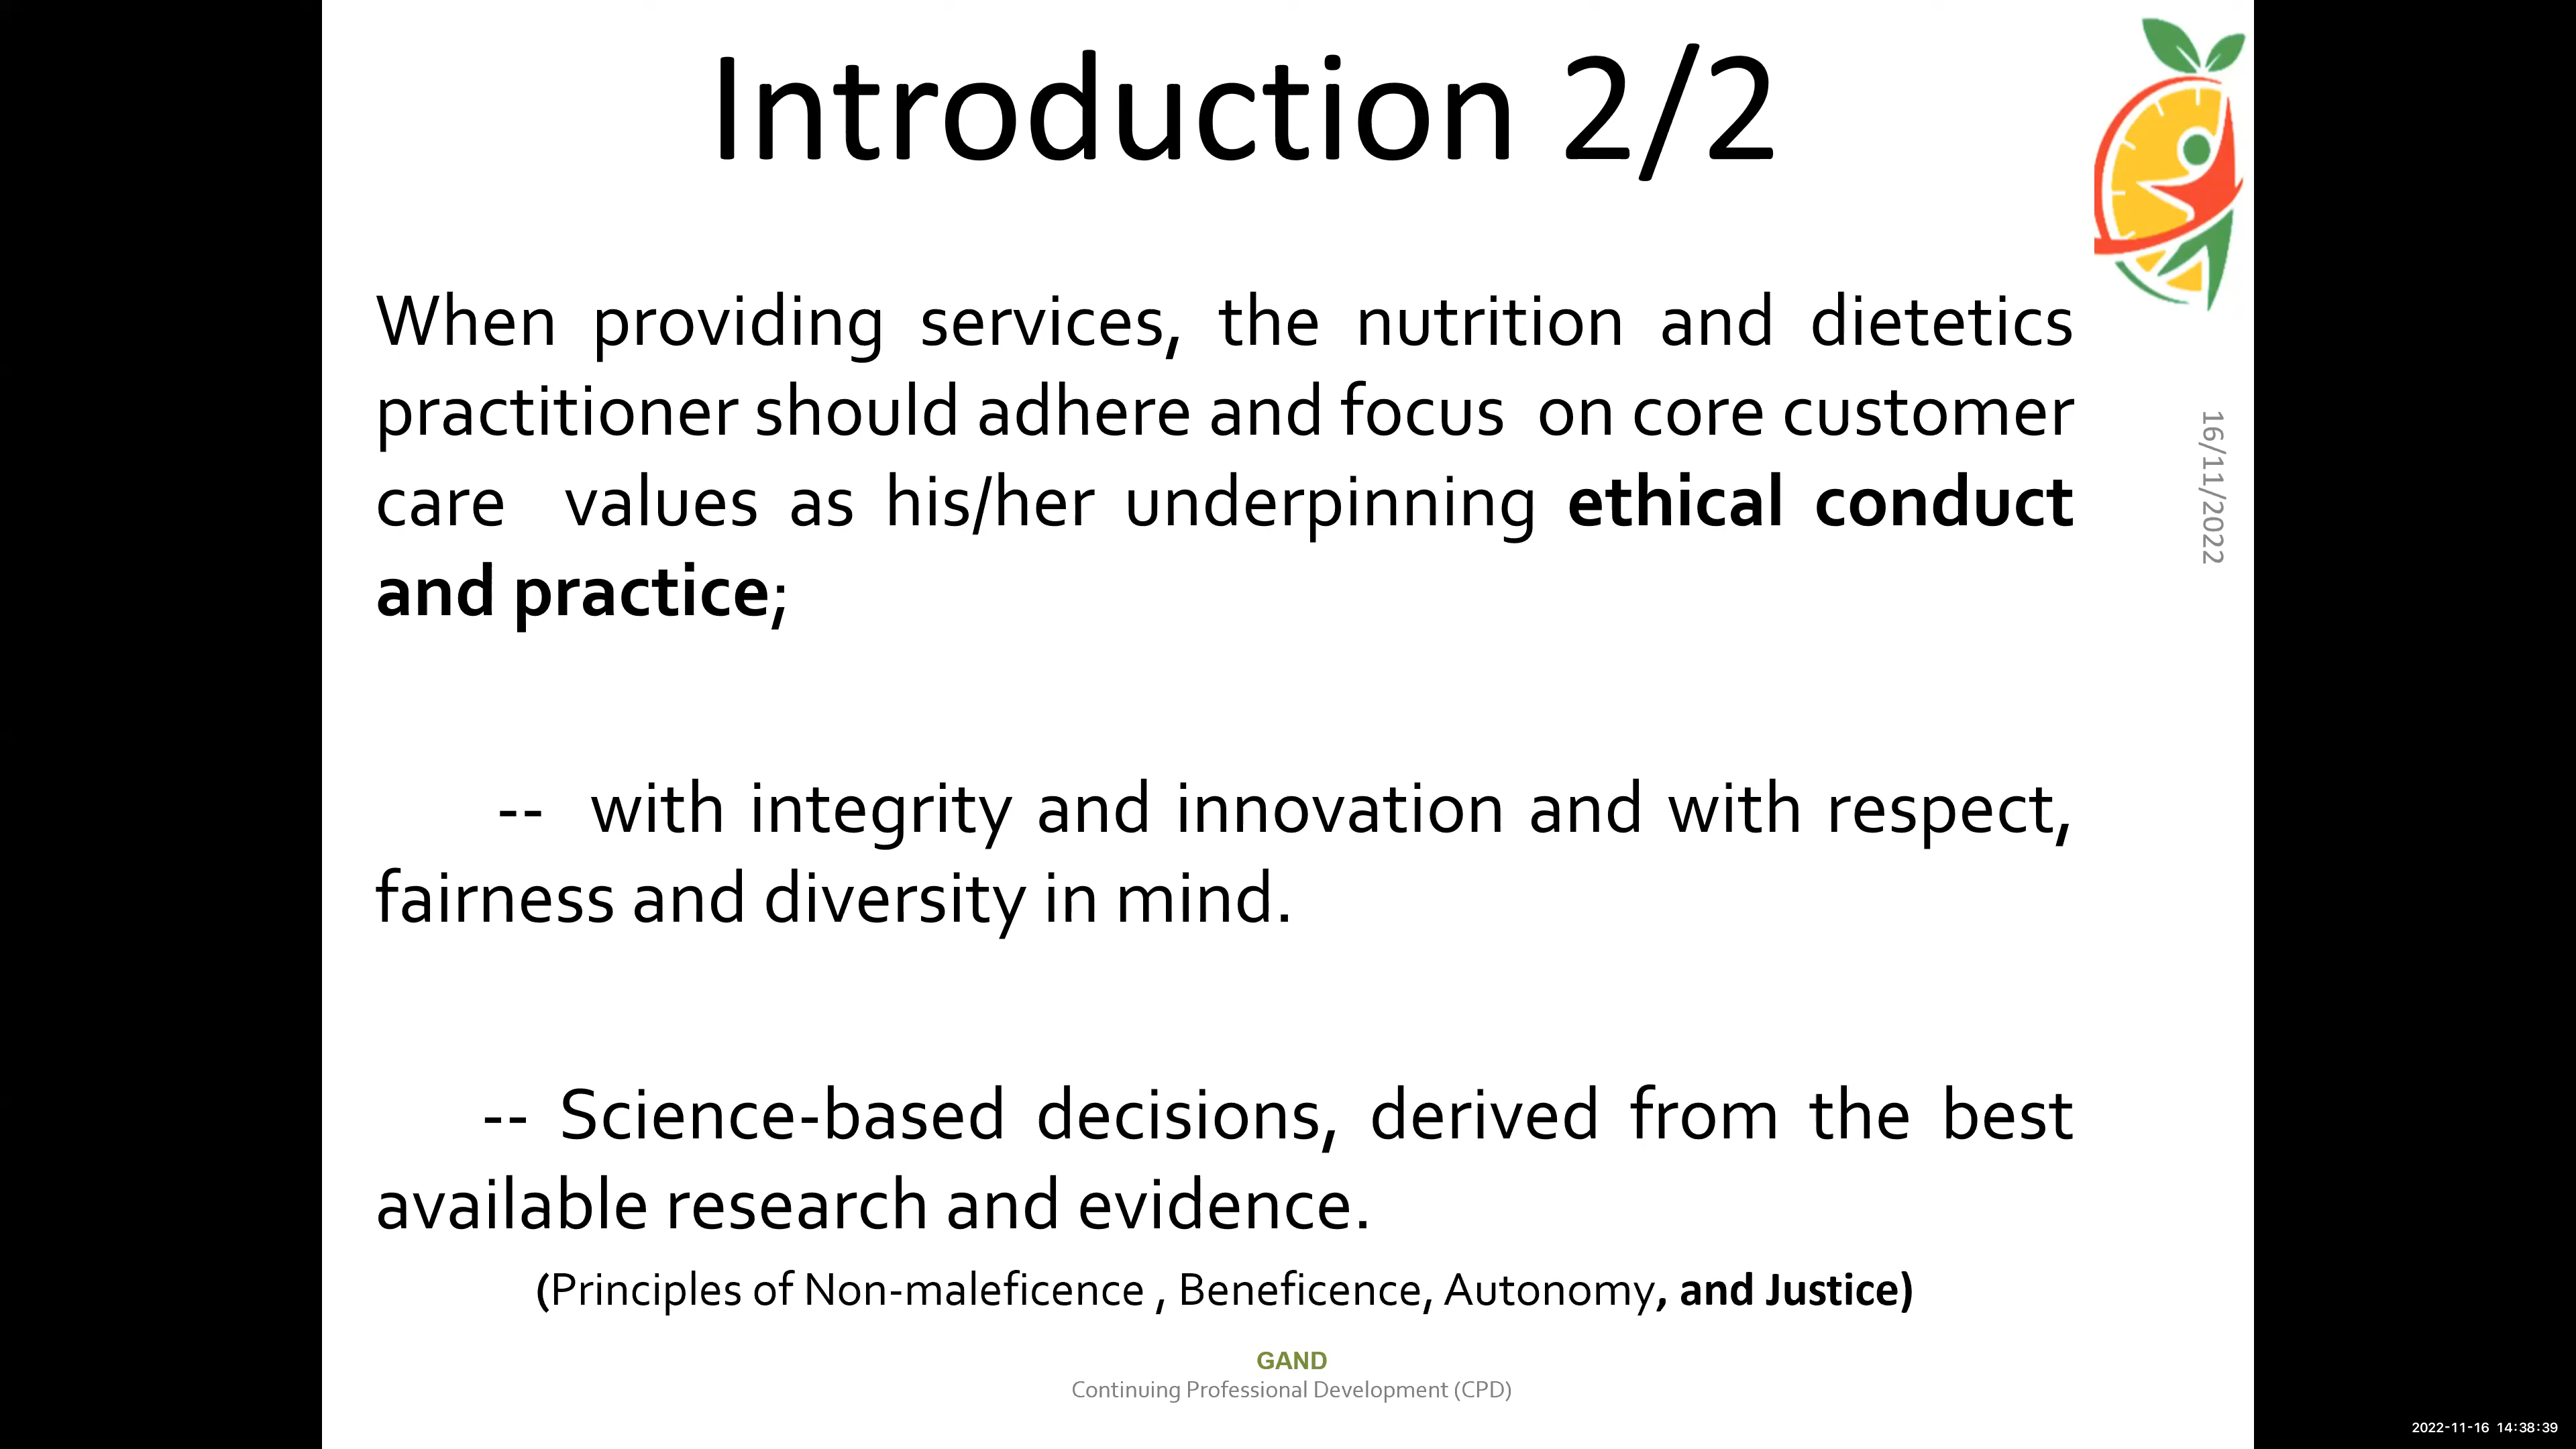 Introduction 2/2
When providing services, the nutrition and dietetics
practitioner should adhere and focus on core customer
care values as his/her underpinning ethical conduct
and practice;
-- with integrity and innovation and with respect,
fairness and diversity in mind.
-- Science-based decisions, derived from the best
available research and evidence.
(Principles of Non-maleficence , Beneficence, Autonomy, and Justice)
16/11/2022
GAND
Continuing Professional Development (CPD)
2022-11-16 14:38:39